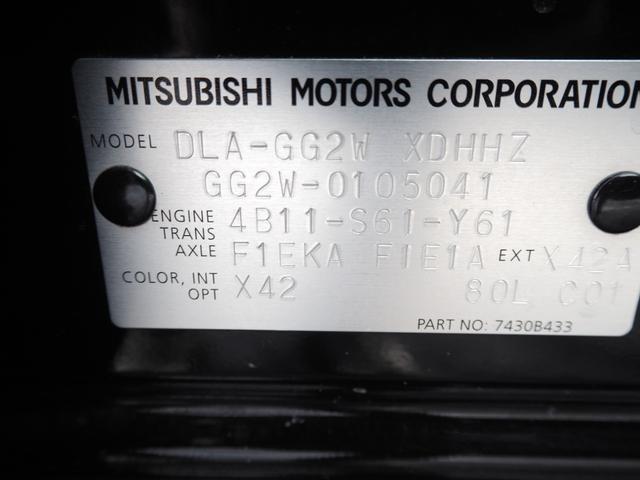 MITSUBISHI MOTORS CORPORATION
MODEL DLA-GG2W XDHHZ
GG2W-0105041
ENGINE 4B11-S61-Y61
TRANS AXLE F1EKA F1E1A EXT X42A
COLOR, INT OPT X42 80L C01
PART NO: 7430B433